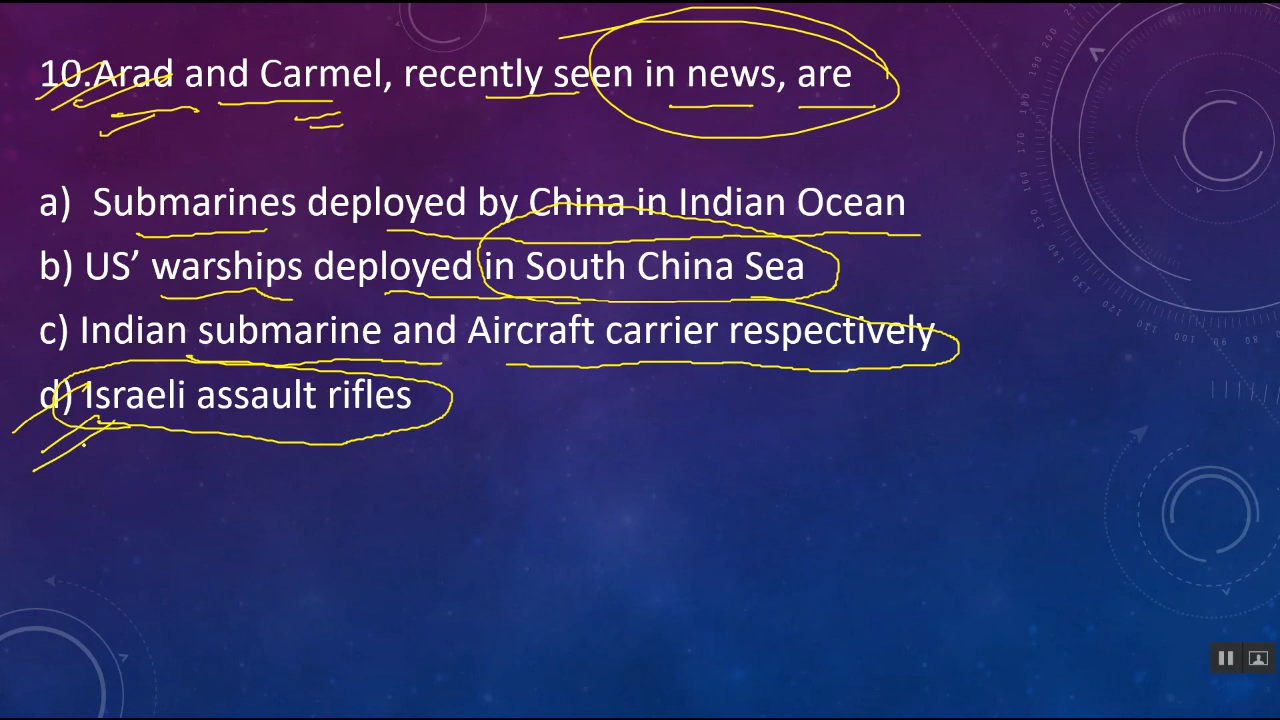 10.Arad and Carmel, recently seen in news, are
a) Submarines deployed by China in Indian Ocean
b) US’ warships deployed in South China Sea
c) Indian submarine and Aircraft carrier respectively
d) Israeli assault rifles